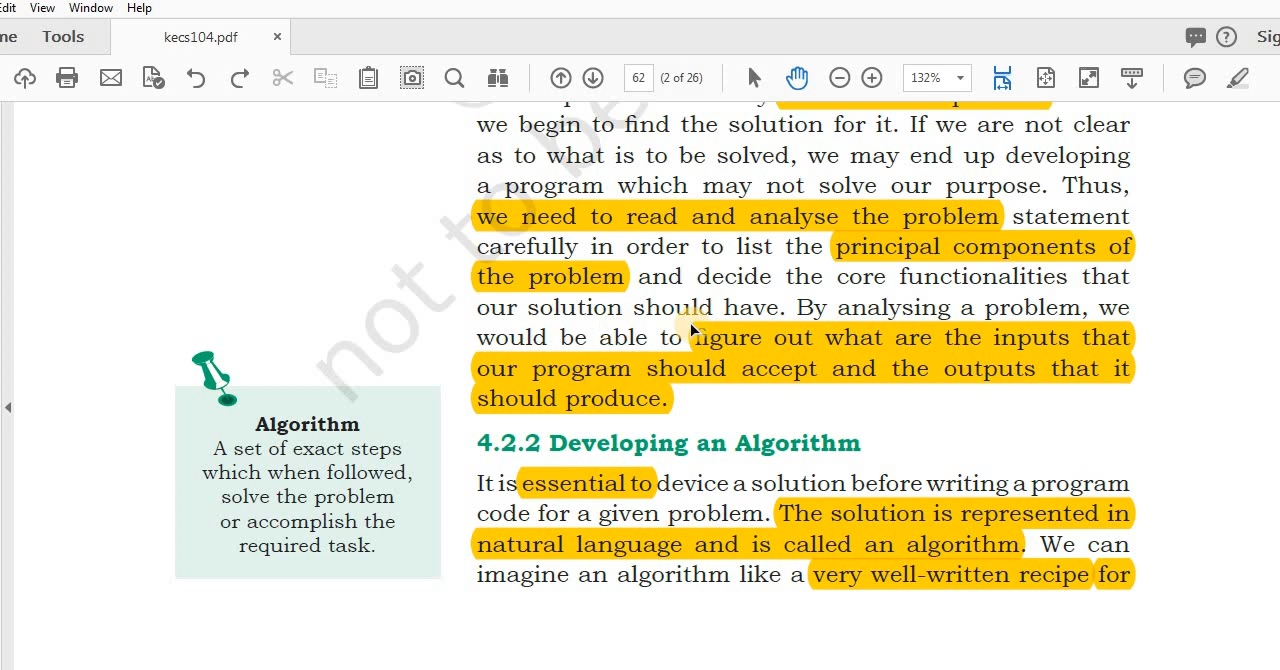 Edit View Window Help
me Tools kecs104.pdf × Sig
62 (2 of 26) 132%
we begin to find the solution for it. If we are not clear
as to what is to be solved, we may end up developing
a program which may not solve our purpose. Thus,
we need to read and analyse the problem statement
carefully in order to list the principal components of
the problem and decide the core functionalities that
our solution should have. By analysing a problem, we
would be able to figure out what are the inputs that
our program should accept and the outputs that it
should produce.
not to be
Algorithm
A set of exact steps
which when followed,
solve the problem
or accomplish the
required task.
4.2.2 Developing an Algorithm
It is essential to device a solution before writing a program
code for a given problem. The solution is represented in
natural language and is called an algorithm. We can
imagine an algorithm like a very well-written recipe for